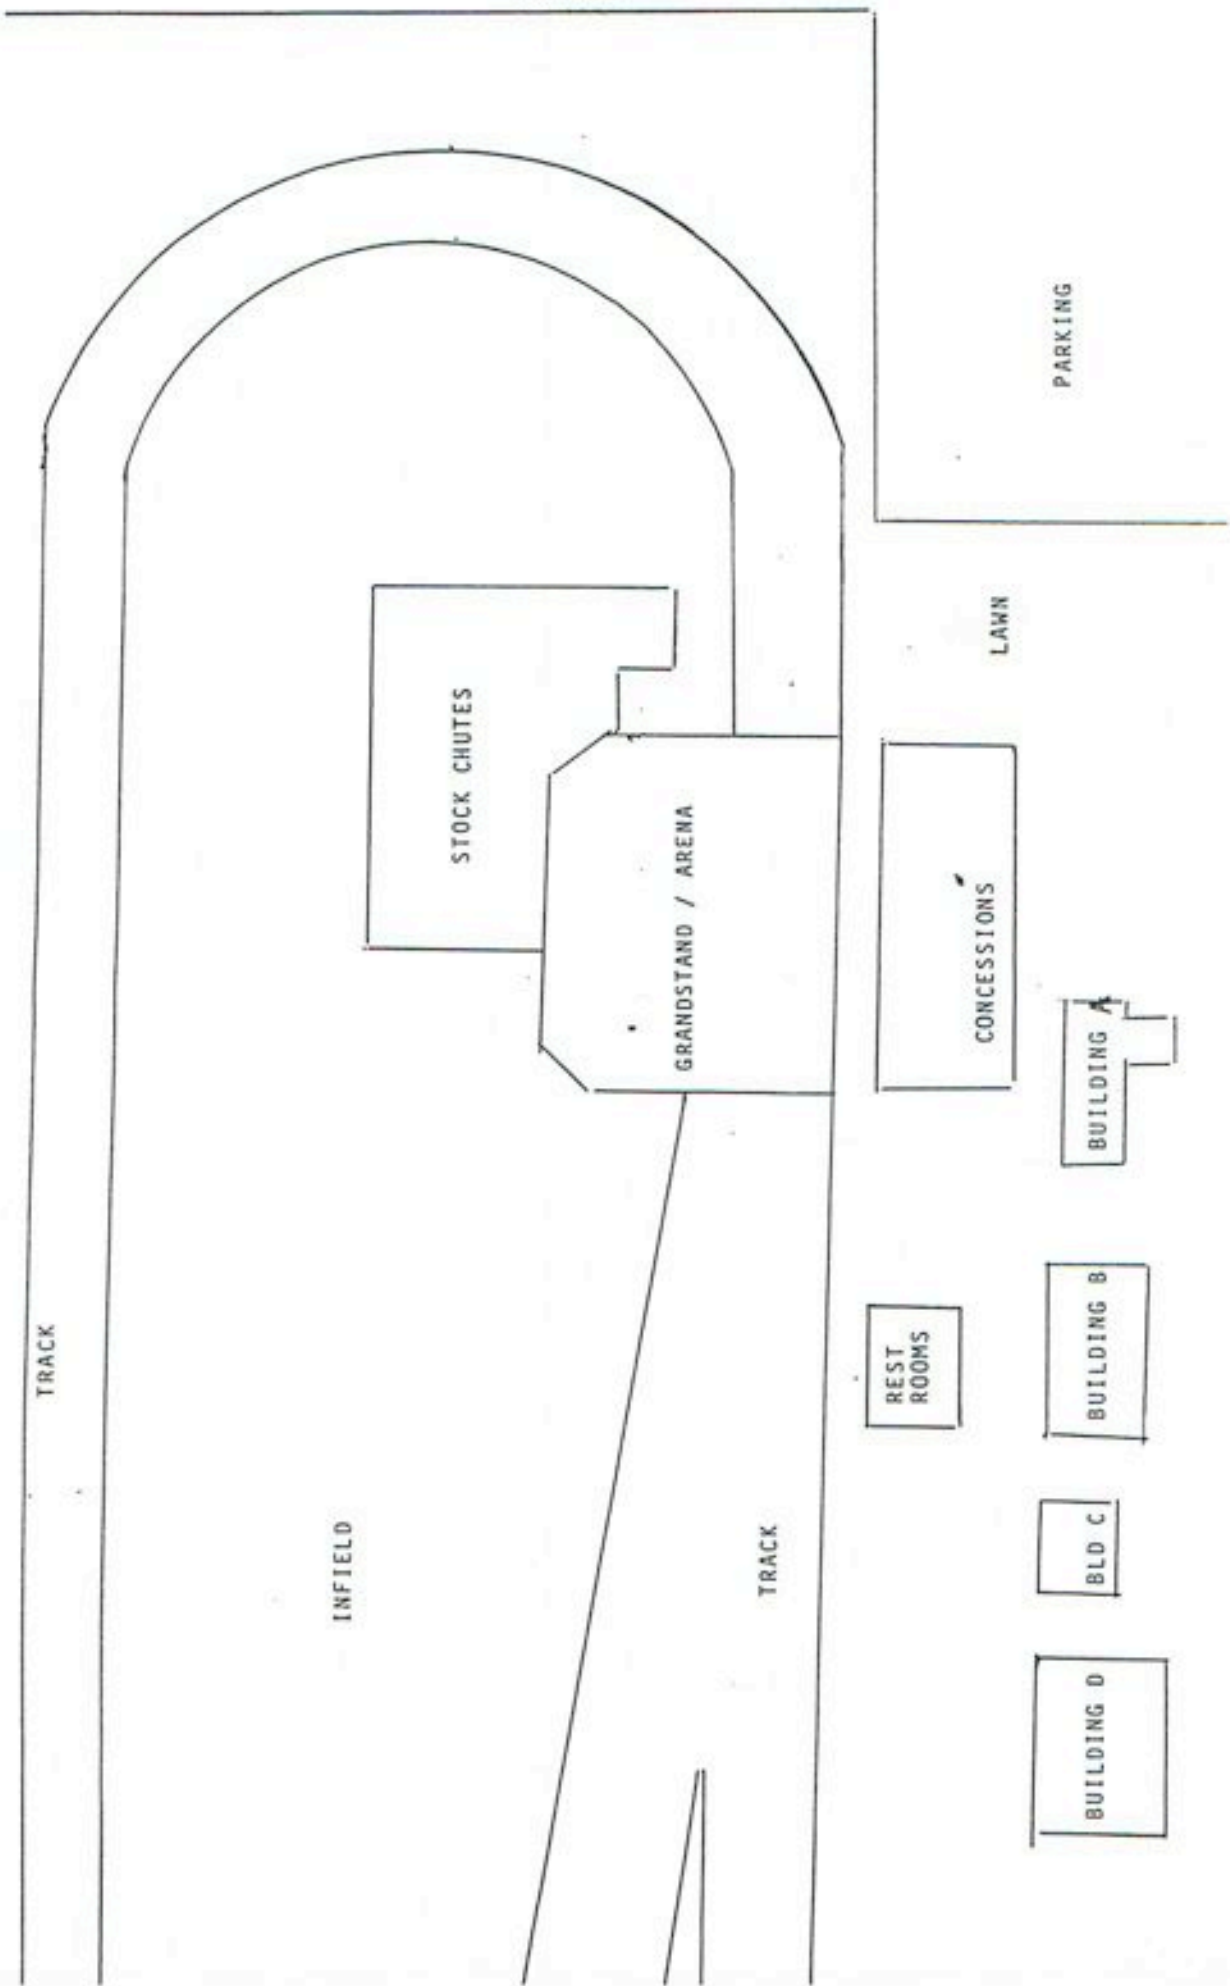 TRACK
INFIELD
STOCK CHUTES
GRANDSTAND / ARENA
TRACK
REST
ROOMS
CONCESSIONS
LAWN
PARKING
BUILDING D
BLD C
BUILDING B
BUILDING A